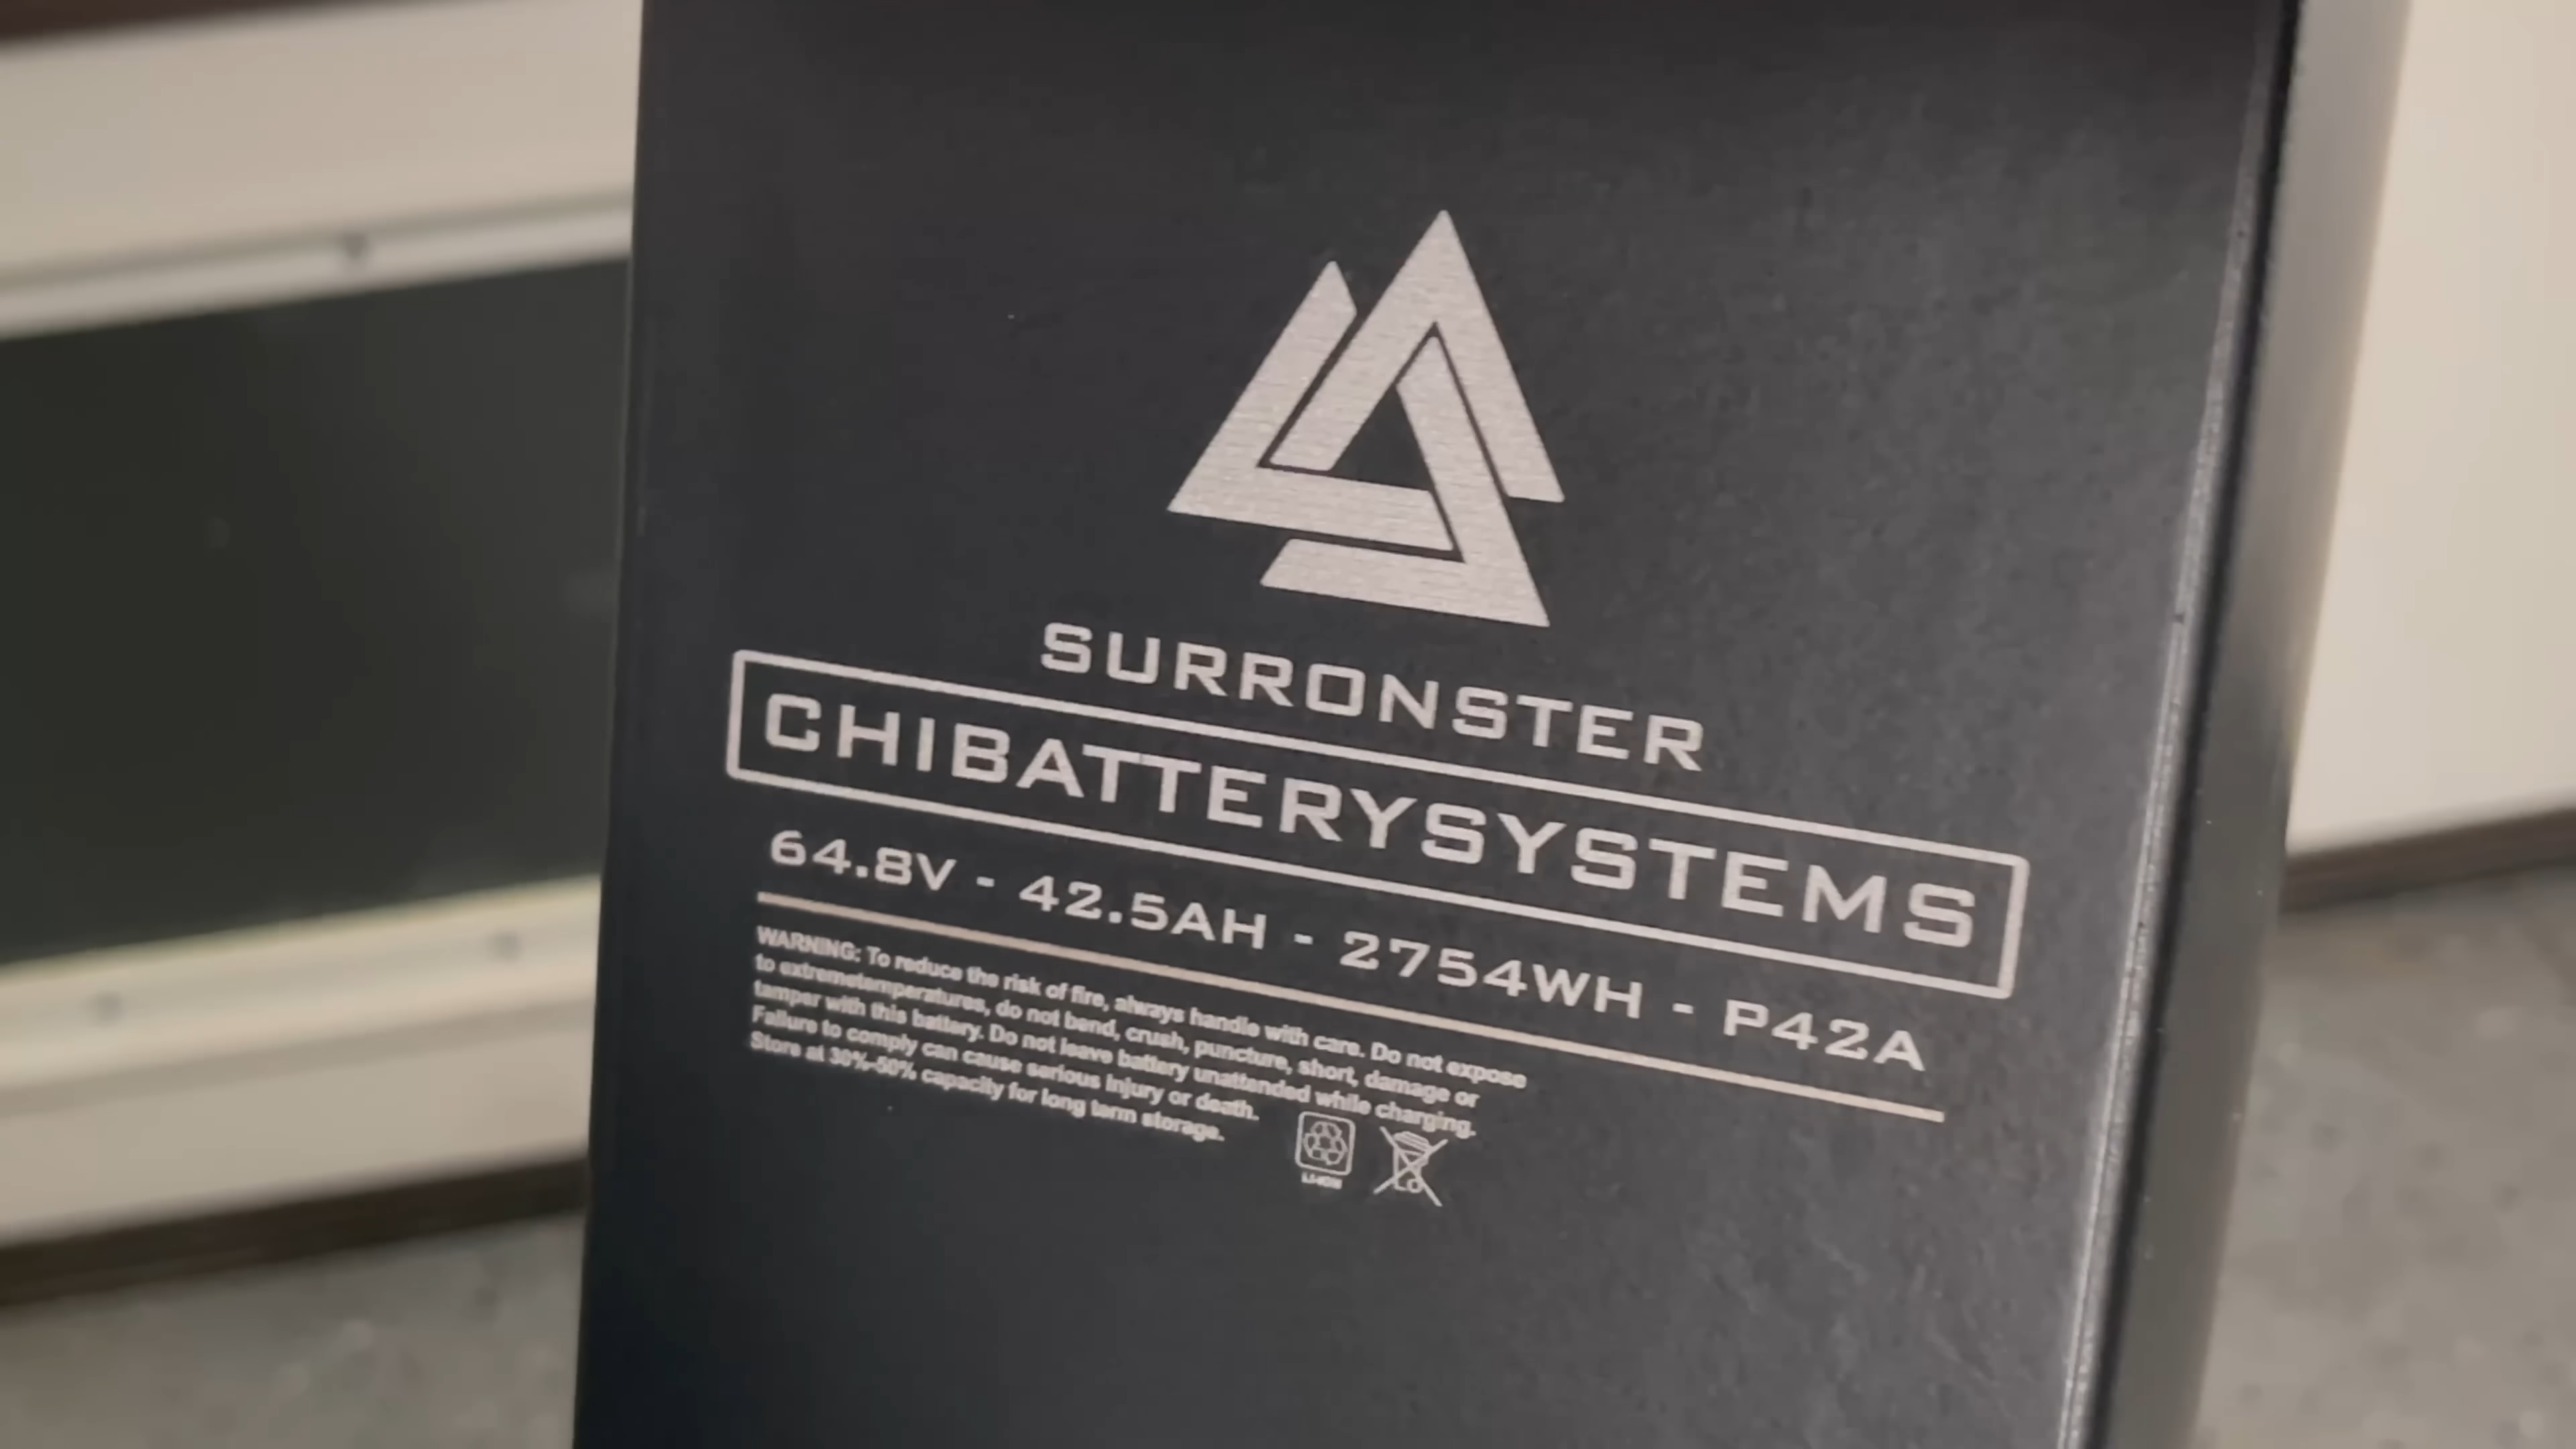 SURRONSTER
CHIBATTERYSYSTEMS
64.8V - 42.5AH - 2754WH - P42A
WARNING: To reduce the risk of fire, always handle with care. Do not expose
to extremetemperatures, do not bend, crush, puncture, short, damage or
tamper with this battery. Do not leave battery unattended while charging.
Failure to comply can cause serious injury or death.
Store at 30%-50% capacity for long term storage.
LI-ION